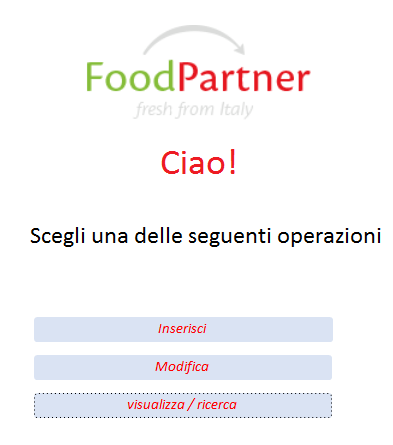 FoodPartner
fresh from Italy
Ciao!
Scegli una delle seguenti operazioni
Inserisci
Modifica
visualizza / ricerca